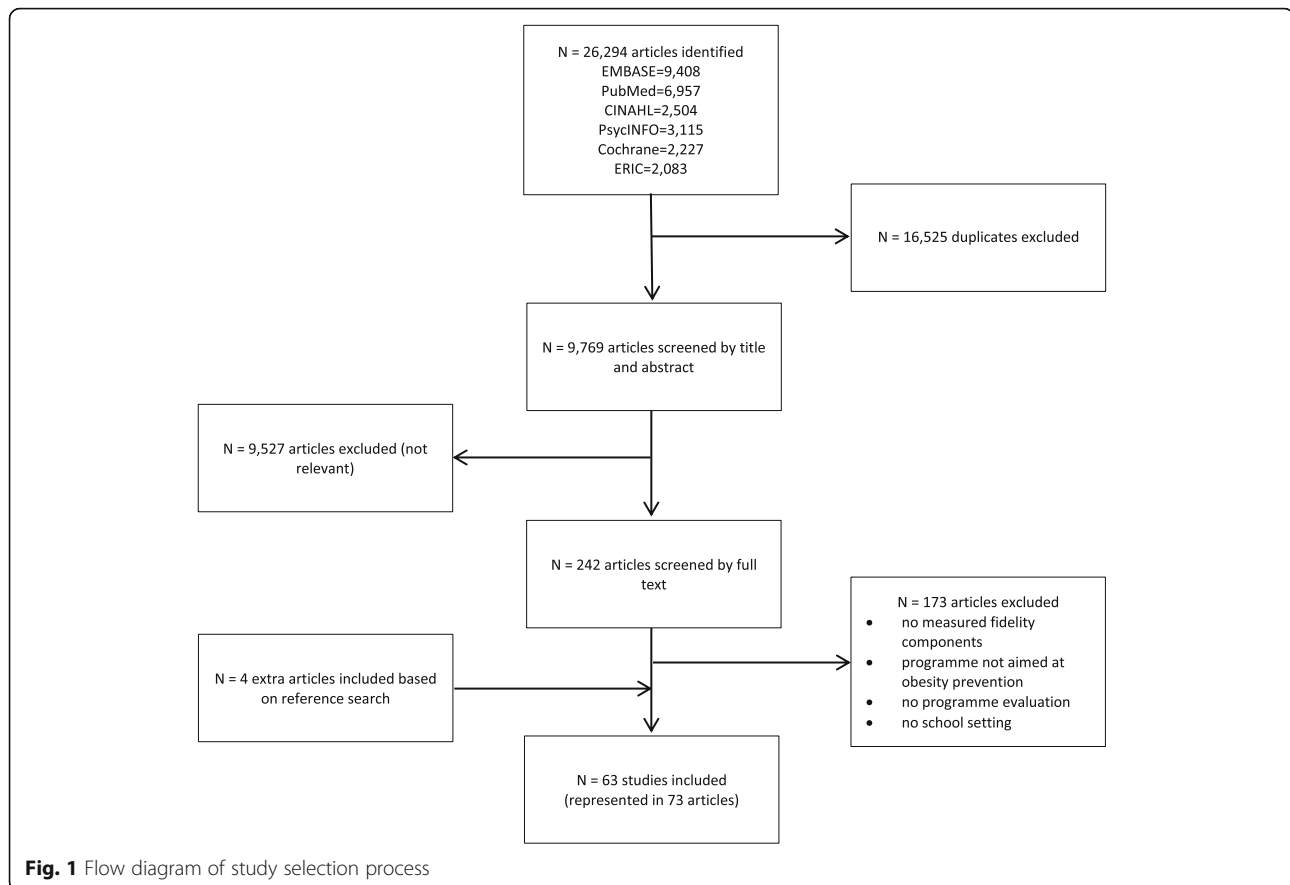 N = 26,294 articles identified
EMBASE=9,408
PubMed=6,957
CINAHL=2,504
PsycINFO=3,115
Cochrane=2,227
ERIC=2,083
N = 16,525 duplicates excluded
N = 9,769 articles screened by title
and abstract
N = 9,527 articles excluded (not
relevant)
N = 242 articles screened by full
text
N = 173 articles excluded
• no measured fidelity
components
• programme not aimed at
obesity prevention
• no programme evaluation
• no school setting
N = 4 extra articles included based
on reference search
N = 63 studies included
(represented in 73 articles)
Fig. 1 Flow diagram of study selection process